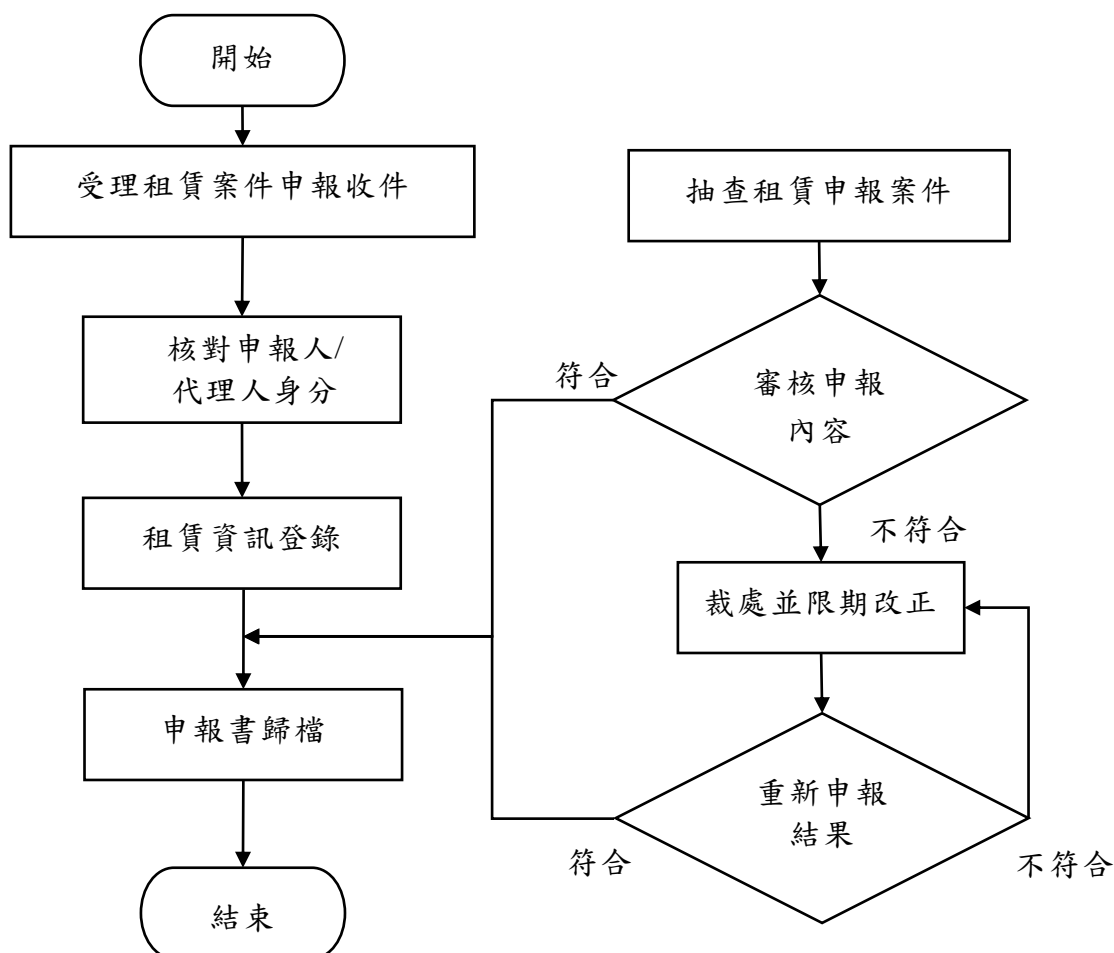 開始
受理租賃案件申報收件
核對申報人/
代理人身分
租賃資訊登錄
申報書歸檔
結束
抽查租賃申報案件
審核申報
內容
符合
不符合
裁處並限期改正
重新申報
結果
符合
不符合